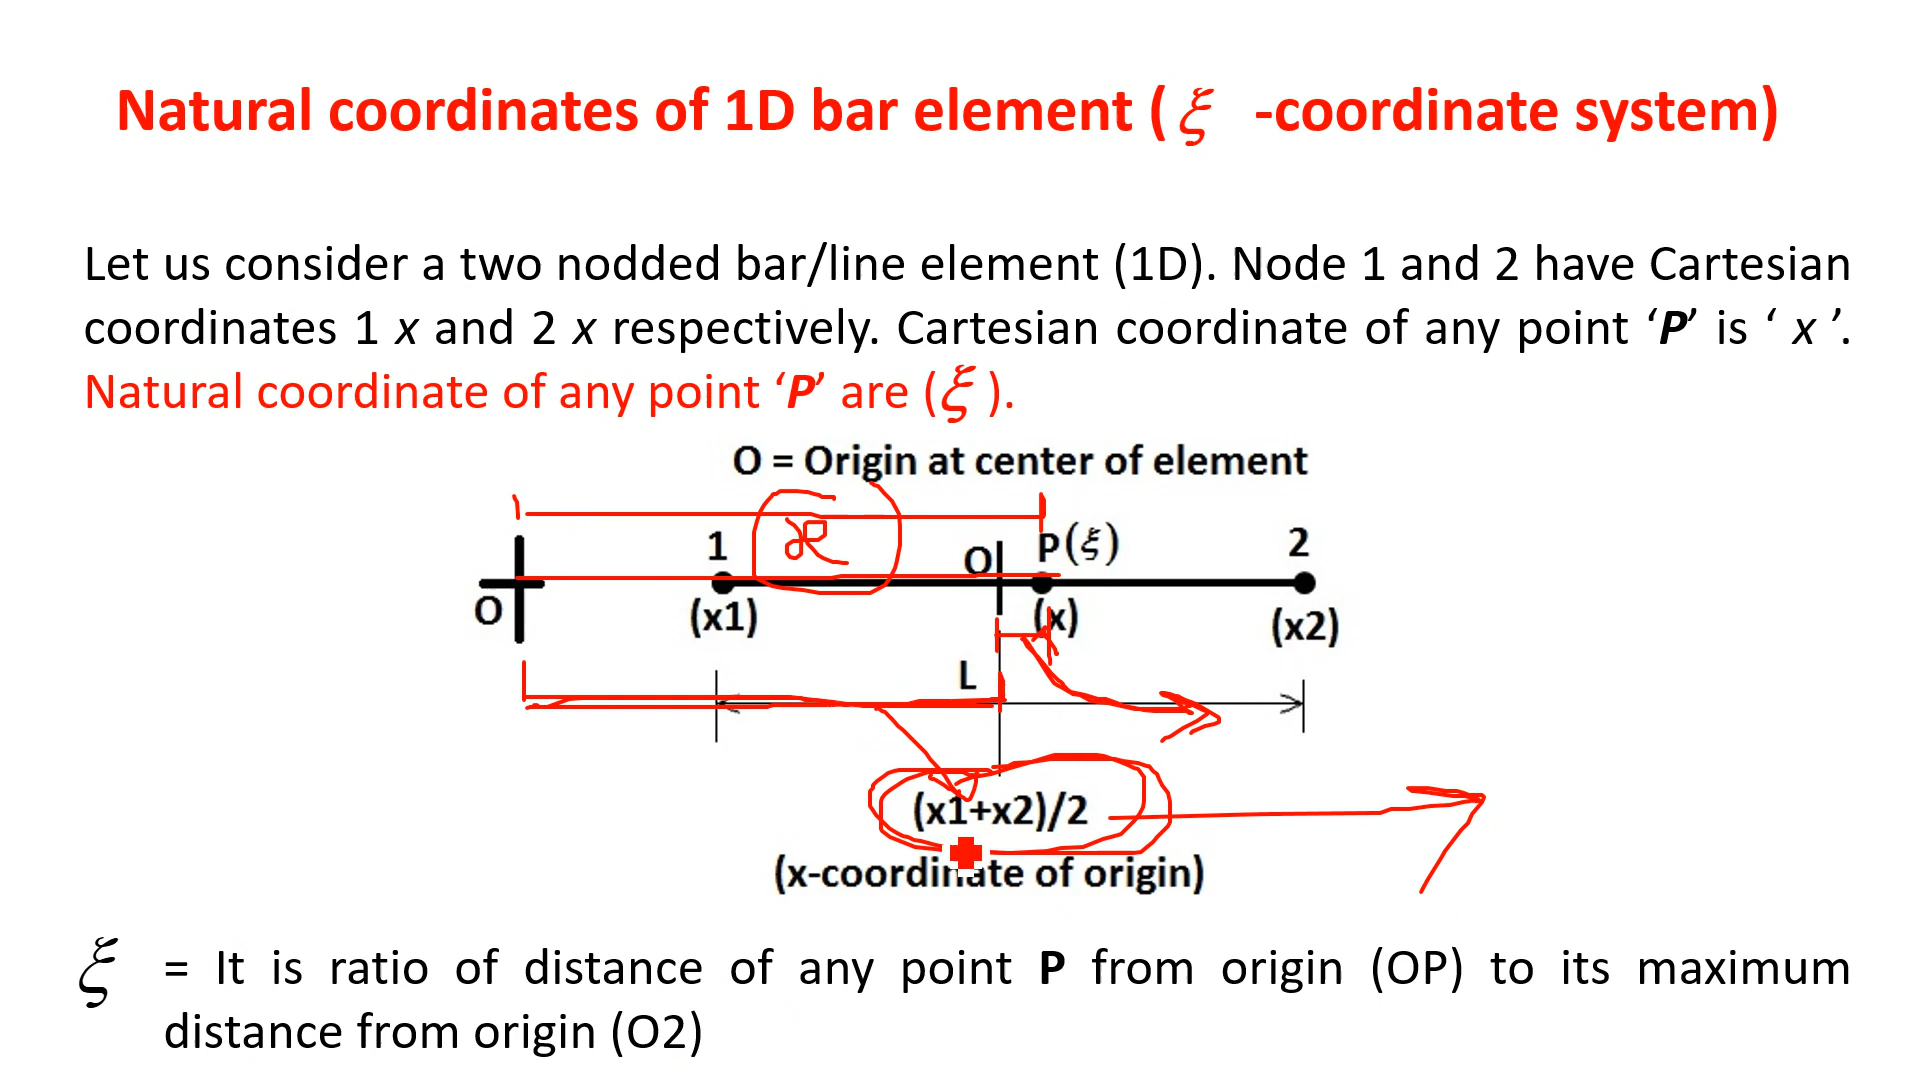 Natural coordinates of 1D bar element ( ξ -coordinate system)
Let us consider a two nodded bar/line element (1D). Node 1 and 2 have Cartesian
coordinates 1 x and 2 x respectively. Cartesian coordinate of any point ‘P’ is ‘ x ’.
Natural coordinate of any point ‘P’ are (ξ ).
O = Origin at center of element
x
1 O P(ξ) 2
O (x1) (x) (x2)
L
(x1+x2)/2
(x-coordinate of origin)
ξ = It is ratio of distance of any point P from origin (OP) to its maximum
distance from origin (O2)